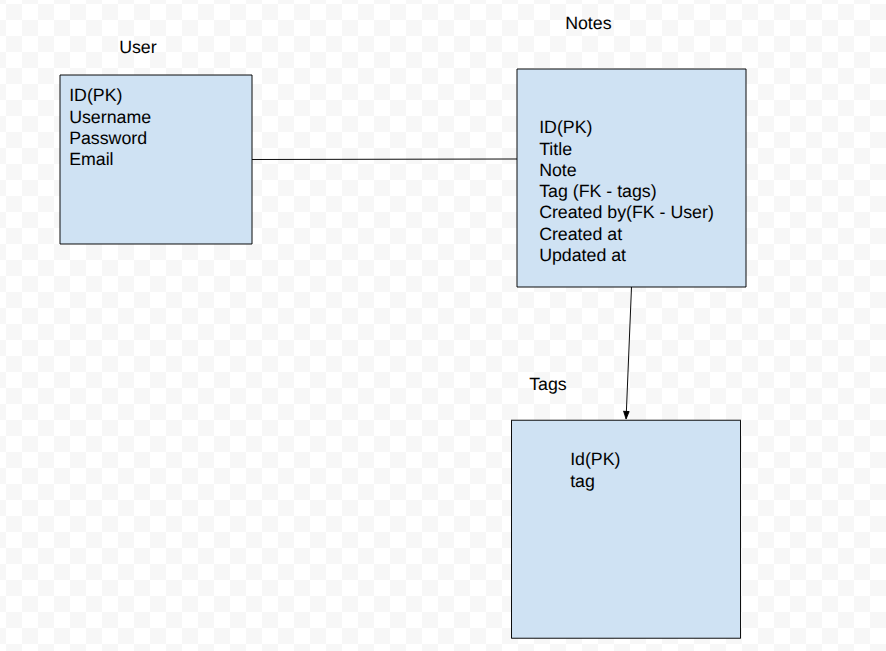 User
ID(PK)
Username
Password
Email
Notes
ID(PK)
Title
Note
Tag (FK - tags)
Created by(FK - User)
Created at
Updated at
Tags
Id(PK)
tag